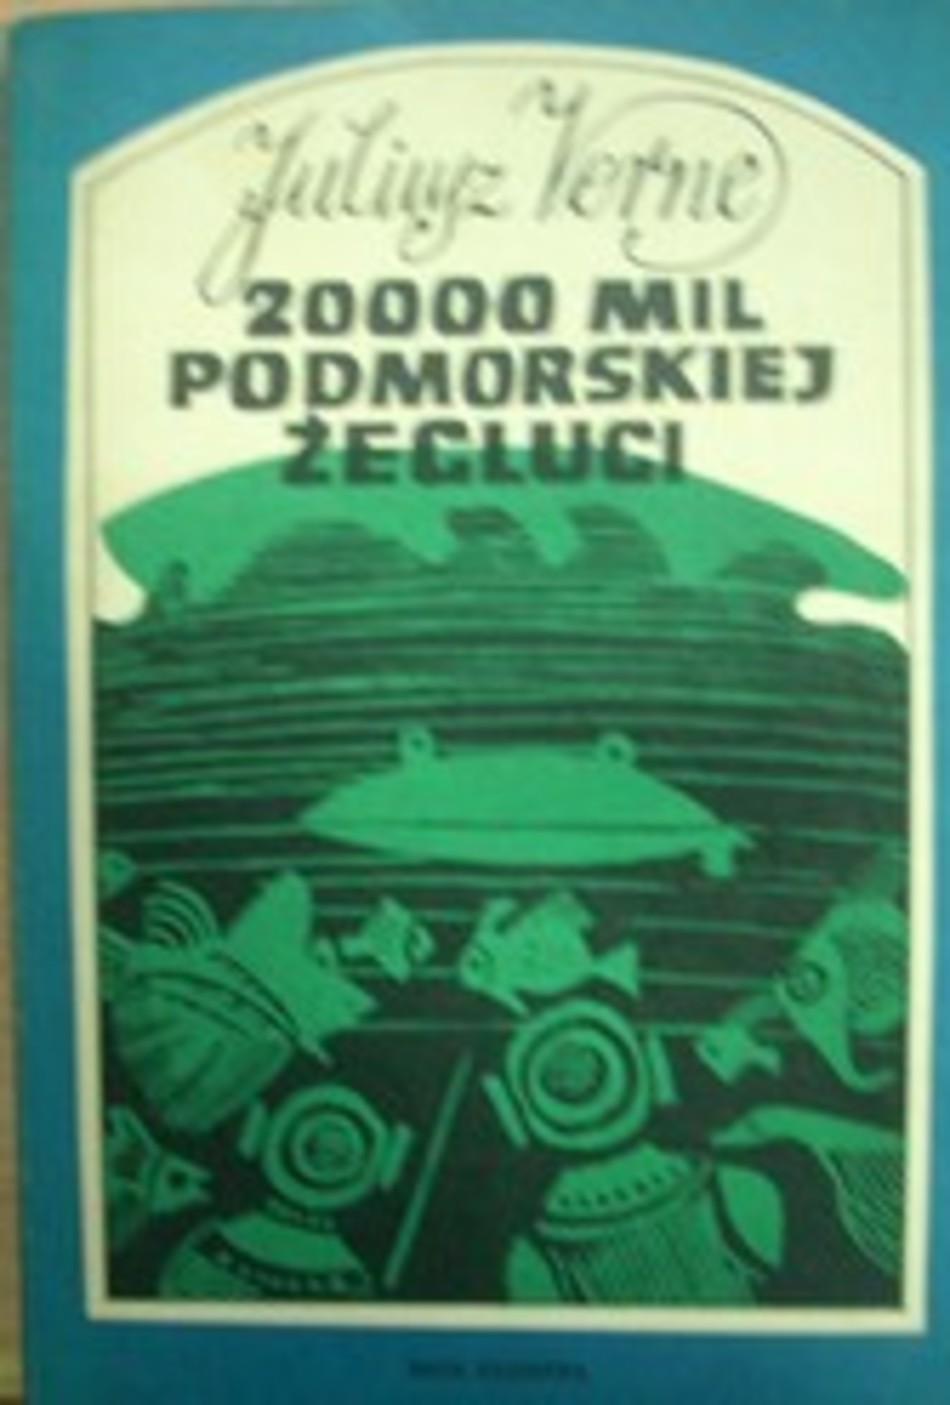 Juliusz Verne
20000 MIL
PODMORSKIEJ
ŻEGLUGI